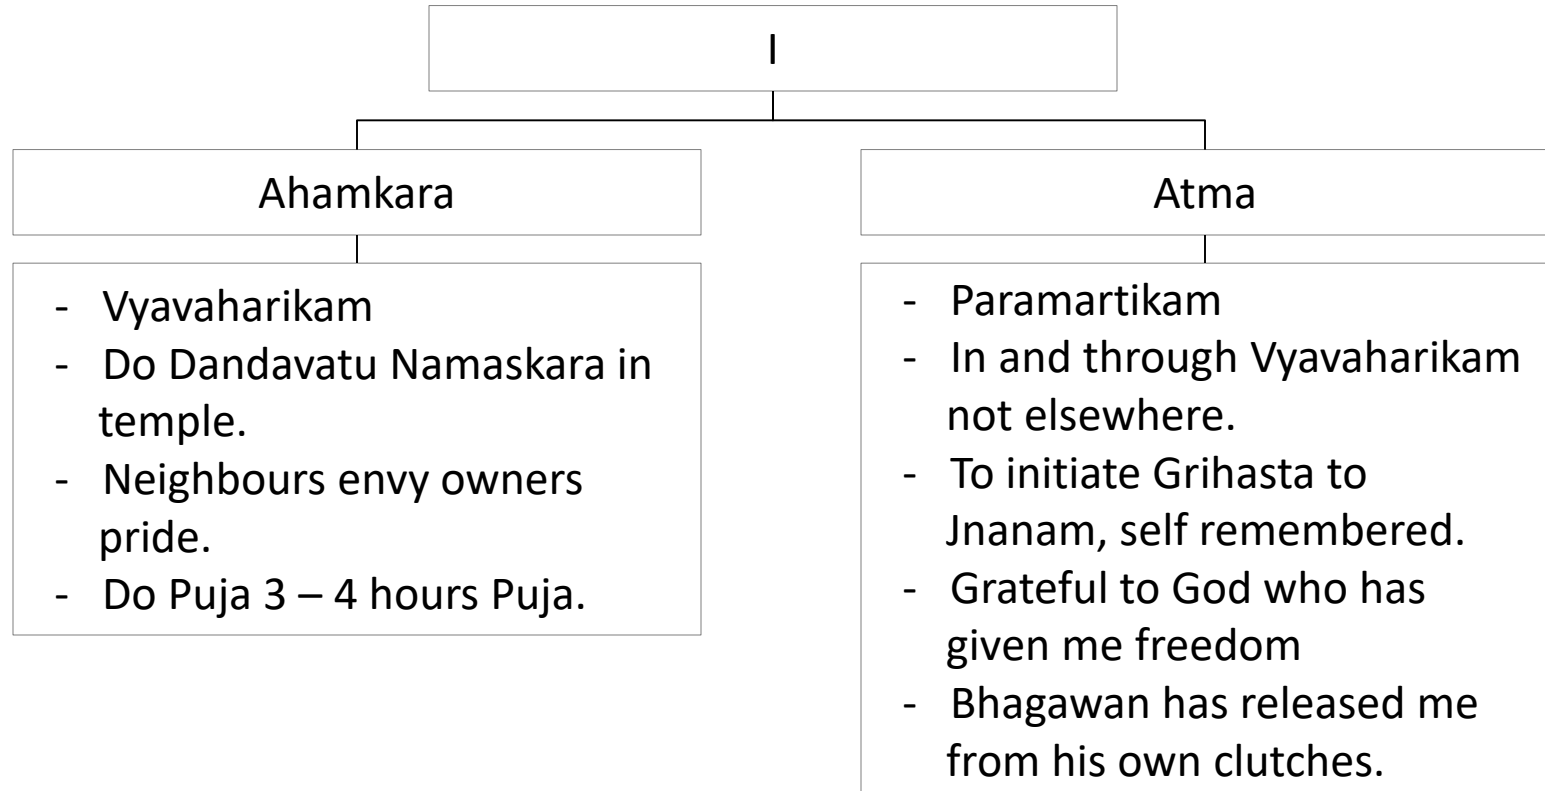 I
Ahamkara
- Vyavaharikam
- Do Dandavatu Namaskara in
temple.
- Neighbours envy owners
pride.
- Do Puja 3 – 4 hours Puja.
Atma
- Paramartikam
- In and through Vyavaharikam
not elsewhere.
- To initiate Grihasta to
Jnanam, self remembered.
- Grateful to God who has
given me freedom
- Bhagawan has released me
from his own clutches.